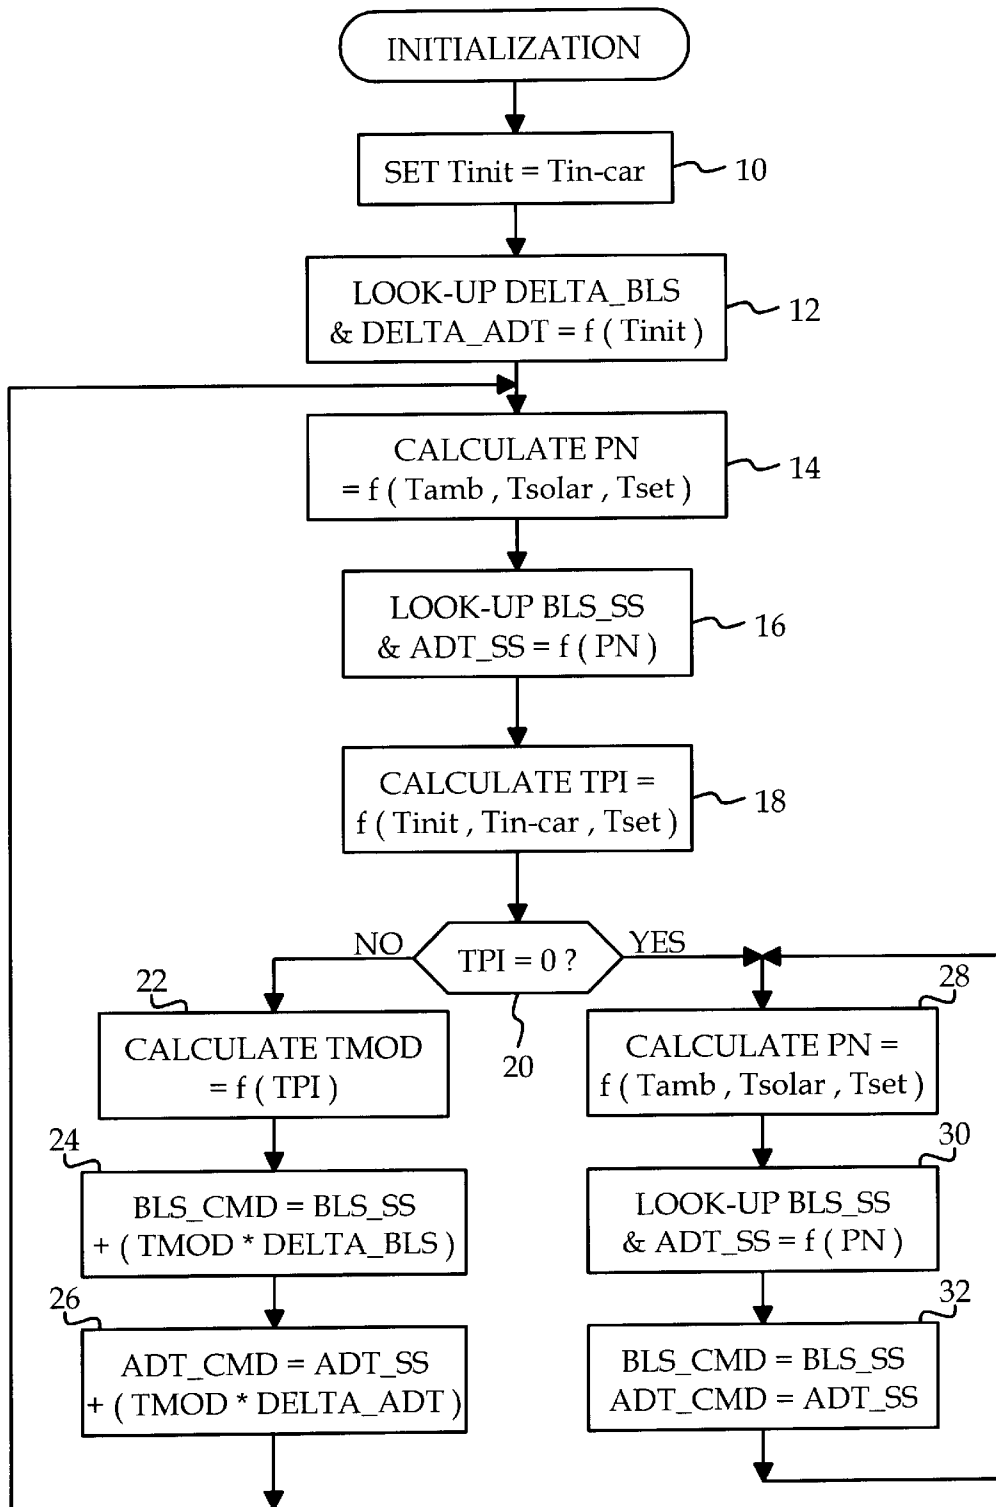 INITIALIZATION
SET Tinit = Tin-car
10
LOOK-UP DELTA_BLS
& DELTA_ADT = f ( Tinit )
12
CALCULATE PN
= f ( Tamb , Tsolar , Tset )
14
LOOK-UP BLS_SS
& ADT_SS = f ( PN )
16
CALCULATE TPI =
f ( Tinit , Tin-car , Tset )
18
TPI = 0 ?
20
NO
YES
22
CALCULATE TMOD
= f ( TPI )
24
BLS_CMD = BLS_SS
+ ( TMOD * DELTA_BLS )
26
ADT_CMD = ADT_SS
+ ( TMOD * DELTA_ADT )
28
CALCULATE PN =
f ( Tamb , Tsolar , Tset )
30
LOOK-UP BLS_SS
& ADT_SS = f ( PN )
32
BLS_CMD = BLS_SS
ADT_CMD = ADT_SS